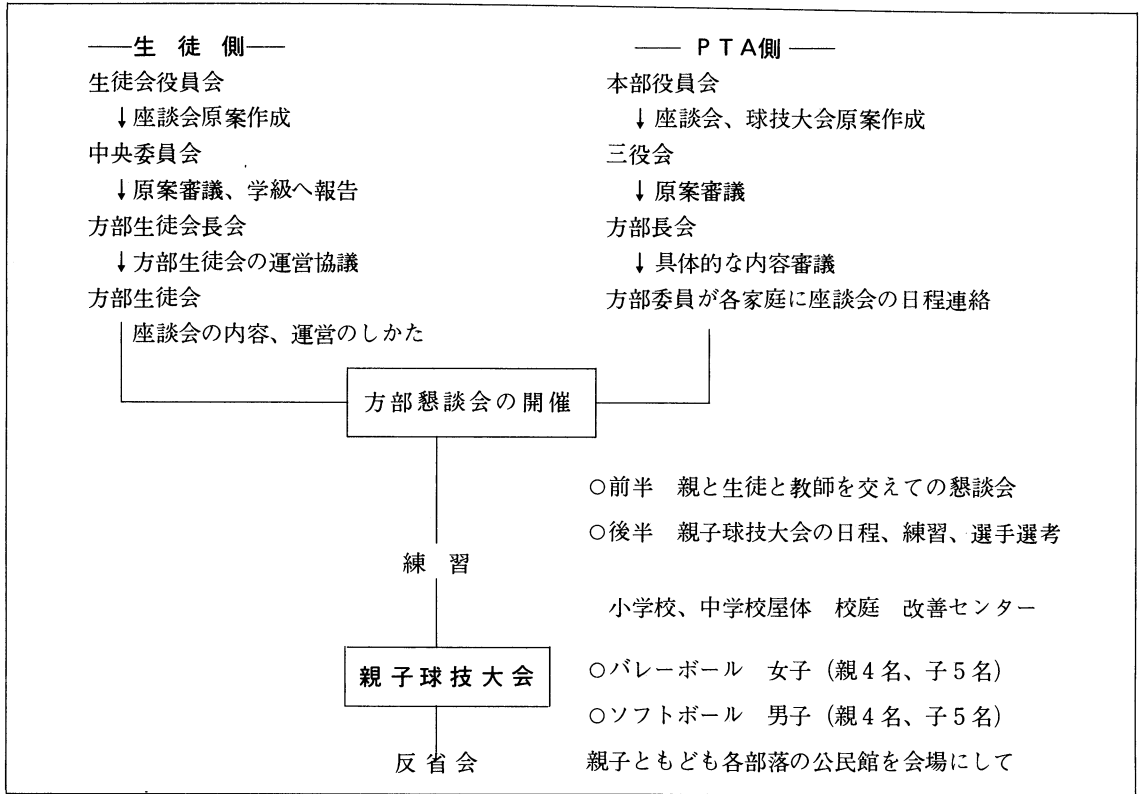 ——生　徒　側——
生徒会役員会
↓座談会原案作成
中央委員会
↓原案審議、学級へ報告
方部生徒会長会
↓方部生徒会の運営協議
方部生徒会
座談会の内容、運営のしかた
—— ＰＴＡ側 ——
本部役員会
↓座談会、球技大会原案作成
三役会
↓原案審議
方部長会
↓具体的な内容審議
方部委員が各家庭に座談会の日程連絡
方部懇談会の開催
○前半　親と生徒と教師を交えての懇談会
○後半　親子球技大会の日程、練習、選手選考
練　習
小学校、中学校屋体　校庭　改善センター
親子球技大会
○バレーボール　女子（親4名、子5名）
○ソフトボール　男子（親4名、子5名）
反省会
親子ともども各部落の公民館を会場にして